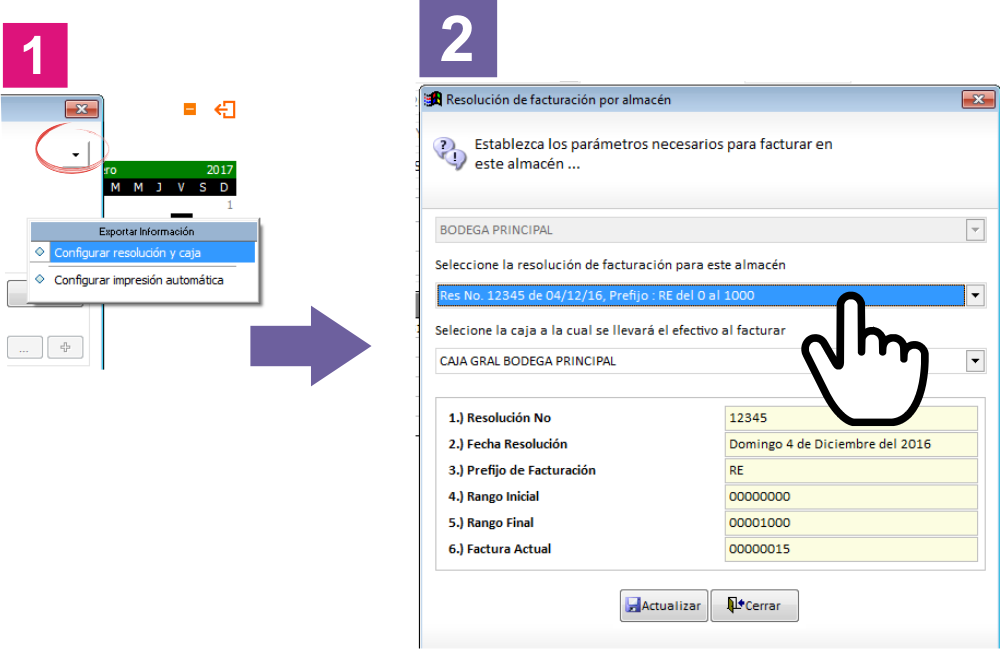 1
2017
M M J V S D
1
Exportar Información
Configurar resolución y caja
Configurar impresión automática
...
2
Resolución de facturación por almacén
Establezca los parámetros necesarios para facturar en
este almacén ...
BODEGA PRINCIPAL
Seleccione la resolución de facturación para este almacén
Res No. 12345 de 04/12/16, Prefijo : RE del 0 al 1000
Selecione la caja a la cual se llevará el efectivo al facturar
CAJA GRAL BODEGA PRINCIPAL
1.) Resolución No 12345
2.) Fecha Resolución Domingo 4 de Diciembre del 2016
3.) Prefijo de Facturación RE
4.) Rango Inicial 00000000
5.) Rango Final 00001000
6.) Factura Actual 00000015
Actualizar Cerrar